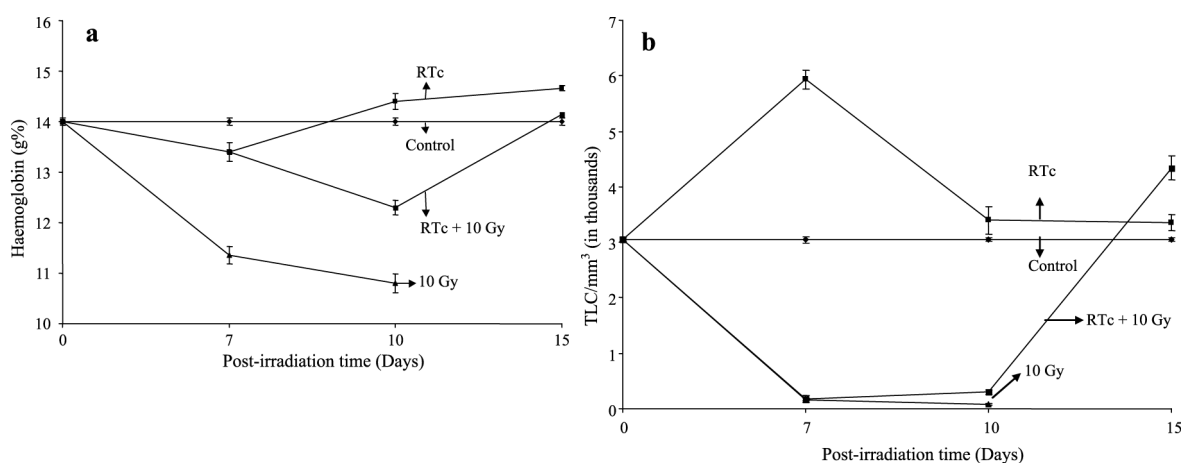 a
16
15
14
13
12
11
10
Haemoglobin (g%)
RTc
Control
RTc + 10 Gy
10 Gy
0
7
10
15
Post-irradiation time (Days)
b
7
6
5
4
3
2
1
0
TLC/mm³ (in thousands)
RTc
Control
RTc + 10 Gy
10 Gy
0
7
10
15
Post-irradiation time (Days)